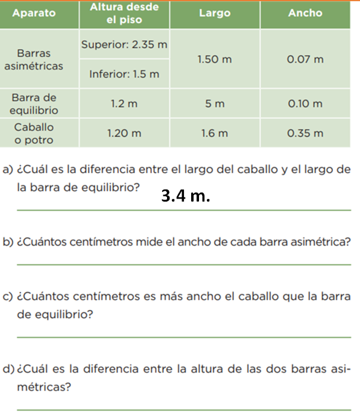 Aparato Altura desde el piso Largo Ancho
Barras asimétricas Superior: 2.35 m 1.50 m 0.07 m
Inferior: 1.5 m
Barra de equilibrio 1.2 m 5 m 0.10 m
Caballo o potro 1.20 m 1.6 m 0.35 m
a) ¿Cuál es la diferencia entre el largo del caballo y el largo de
la barra de equilibrio?
3.4 m.
b) ¿Cuántos centímetros mide el ancho de cada barra asimétrica?
c) ¿Cuántos centímetros es más ancho el caballo que la barra
de equilibrio?
d) ¿Cuál es la diferencia entre la altura de las dos barras asi-
métricas?